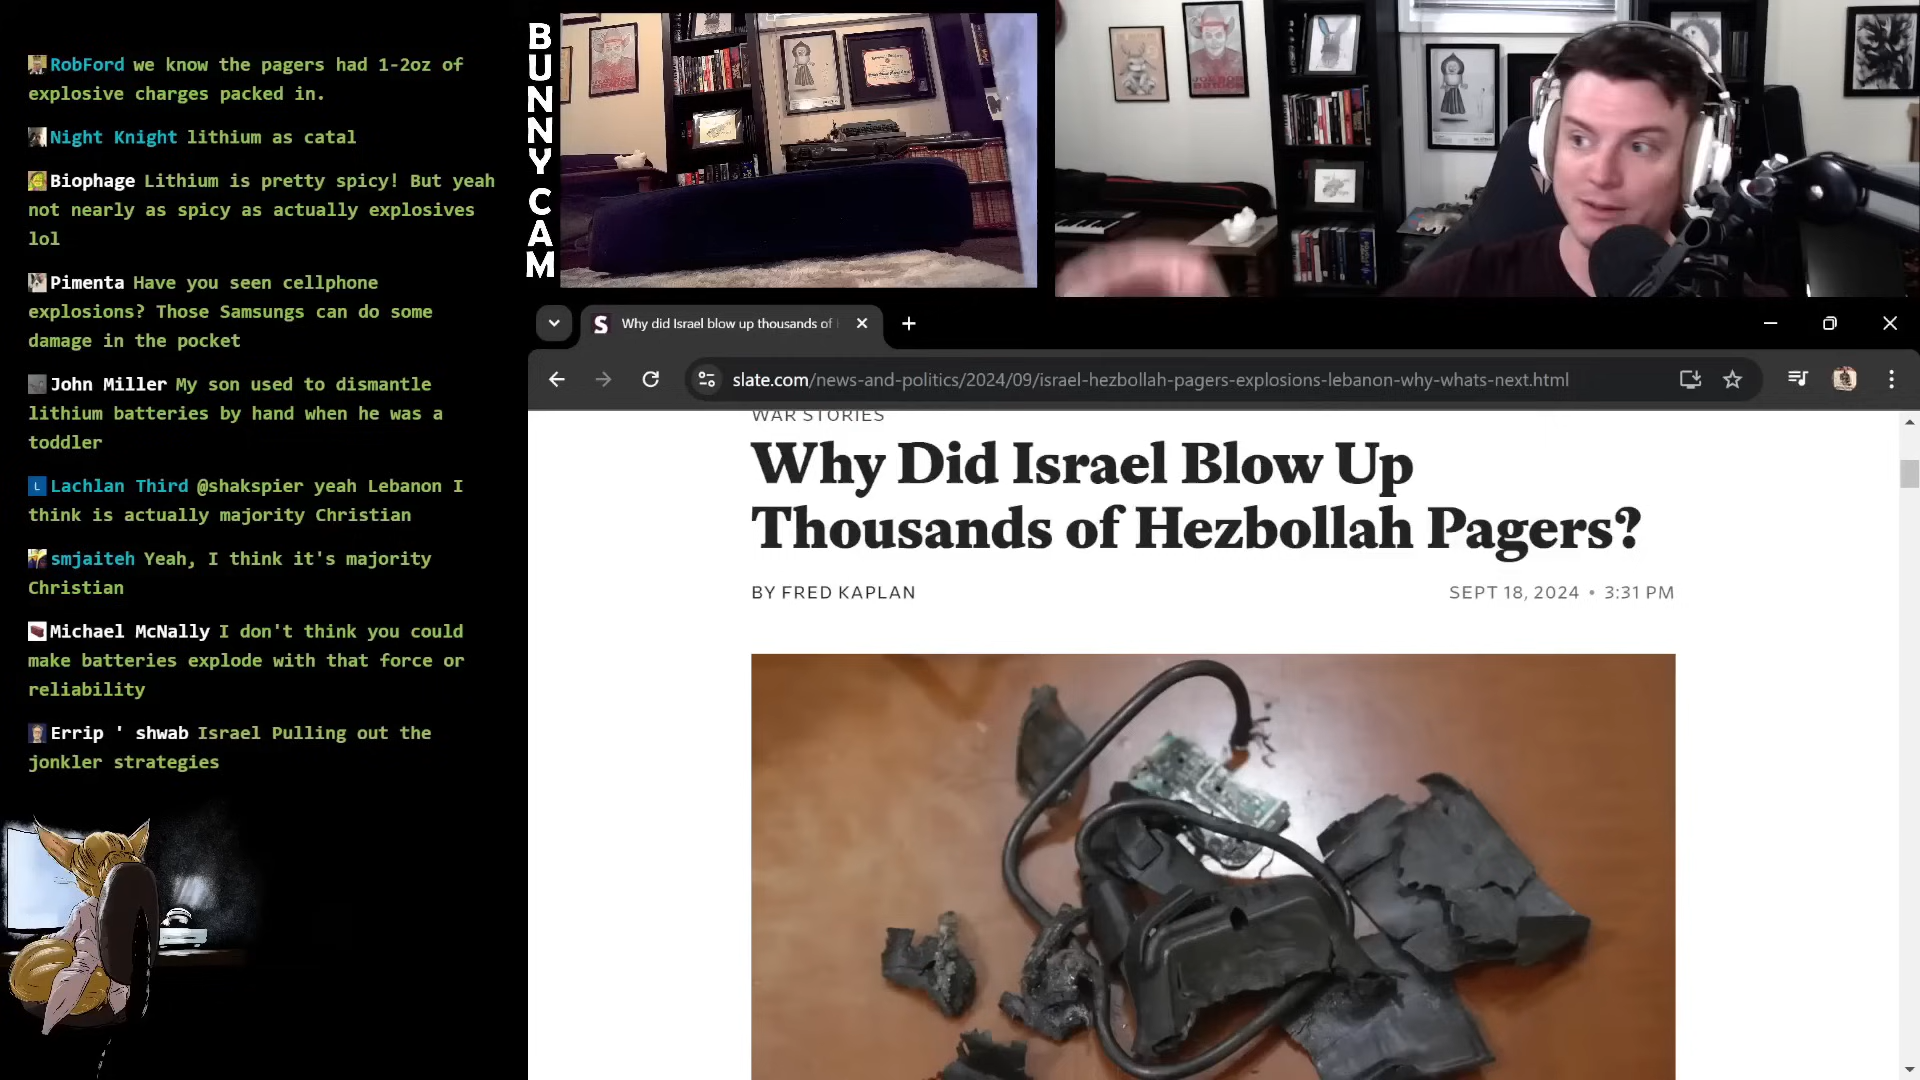 RobFord we know the pagers had 1-2oz of
explosive charges packed in.
Night Knight lithium as catal
Biophage Lithium is pretty spicy! But yeah
not nearly as spicy as actually explosives
lol
Pimenta Have you seen cellphone
explosions? Those Samsungs can do some
damage in the pocket
John Miller My son used to dismantle
lithium batteries by hand when he was a
toddler
L Lachlan Third @shakspier yeah Lebanon I
think is actually majority Christian
smjaiteh Yeah, I think it's majority
Christian
Michael McNally I don't think you could
make batteries explode with that force or
reliability
Errip ' shwab Israel Pulling out the
jonkler strategies
BUNNY CAM
S Why did Israel blow up thousands of
slate.com/news-and-politics/2024/09/israel-hezbollah-pagers-explosions-lebanon-why-whats-next.html
WAR STORIES
Why Did Israel Blow Up
Thousands of Hezbollah Pagers?
BY FRED KAPLAN
SEPT 18, 2024 • 3:31 PM